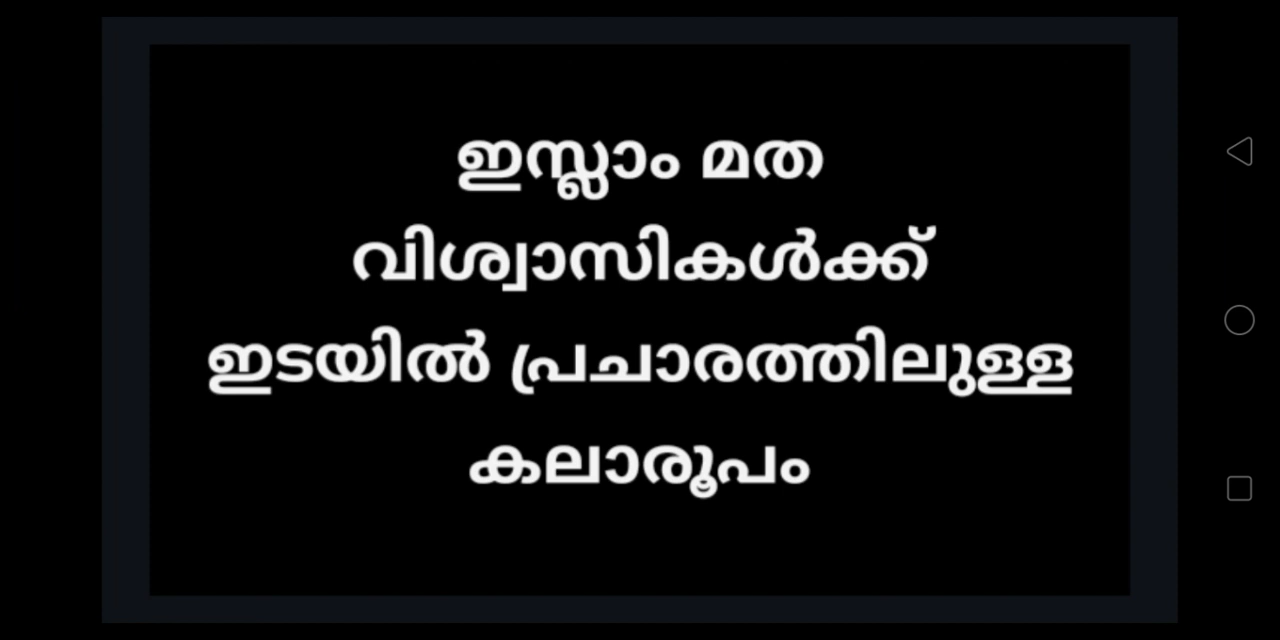 ഇസ്ലാം മത
വിശ്വാസികൾക്ക്
ഇടയിൽ പ്രചാരത്തിലുള്ള
കലാരൂപം